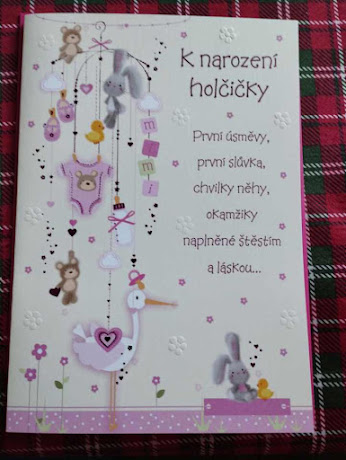 K narození
holčičky
První úsměvy,
první slůvka,
chvilky něhy,
okamžiky
naplněné štěstím
a láskou...